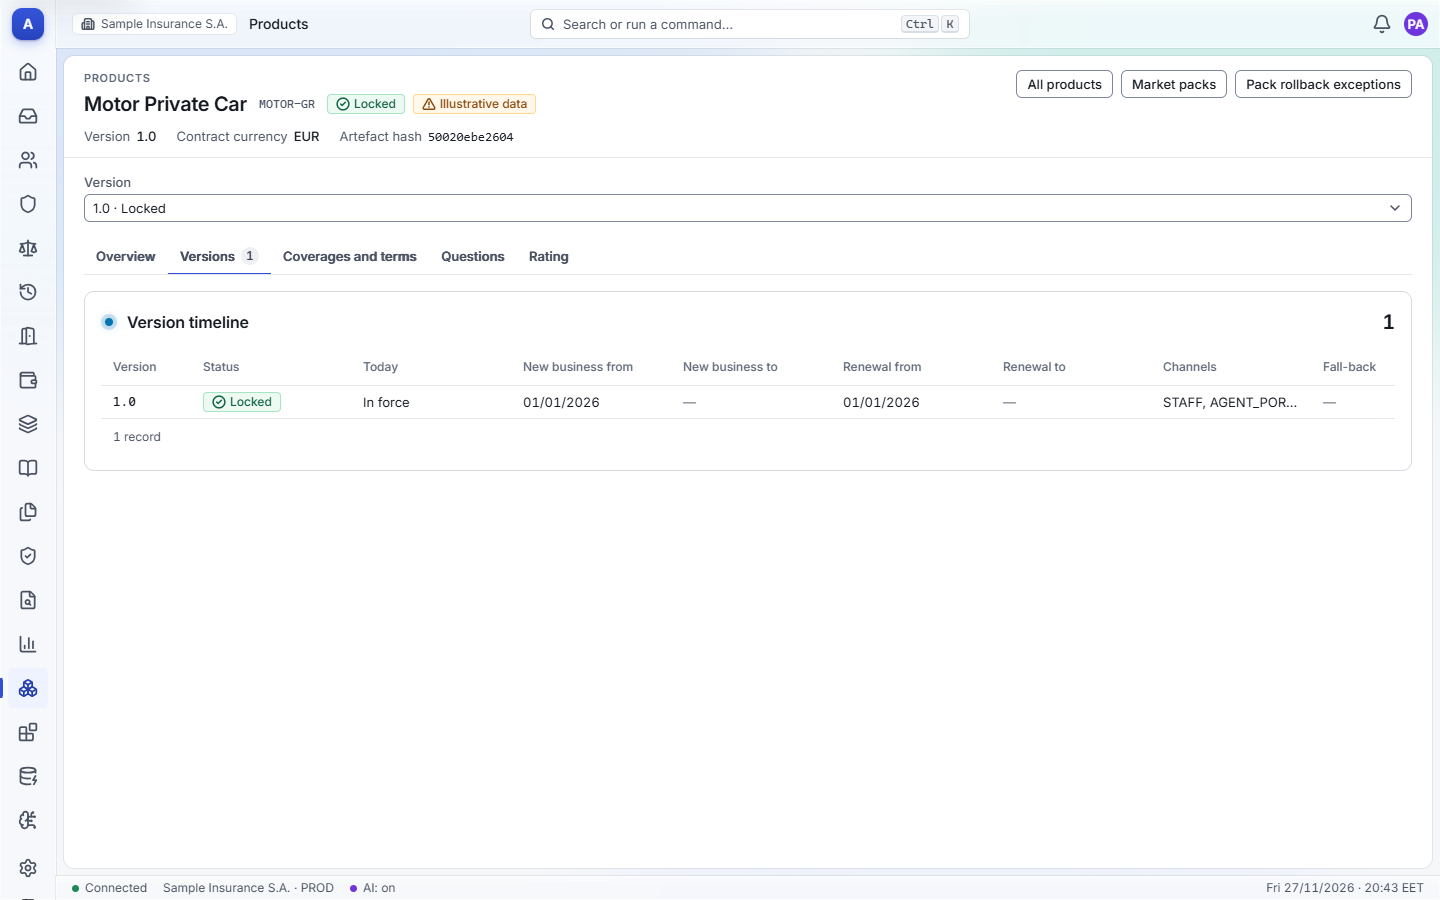 A
Sample Insurance S.A.
Products
Search or run a command...
Ctrl K
PA
PRODUCTS
Motor Private Car MOTOR-GR Locked Illustrative data
All products
Market packs
Pack rollback exceptions
Version 1.0 Contract currency EUR Artefact hash 50020ebe2604
Version
1.0 · Locked
Overview Versions 1 Coverages and terms Questions Rating
Version timeline 1
Version Status Today New business from New business to Renewal from Renewal to Channels Fall-back
1.0 Locked In force 01/01/2026 — 01/01/2026 — STAFF, AGENT_POR... —
1 record
Connected Sample Insurance S.A. · PROD AI: on Fri 27/11/2026 · 20:43 EET